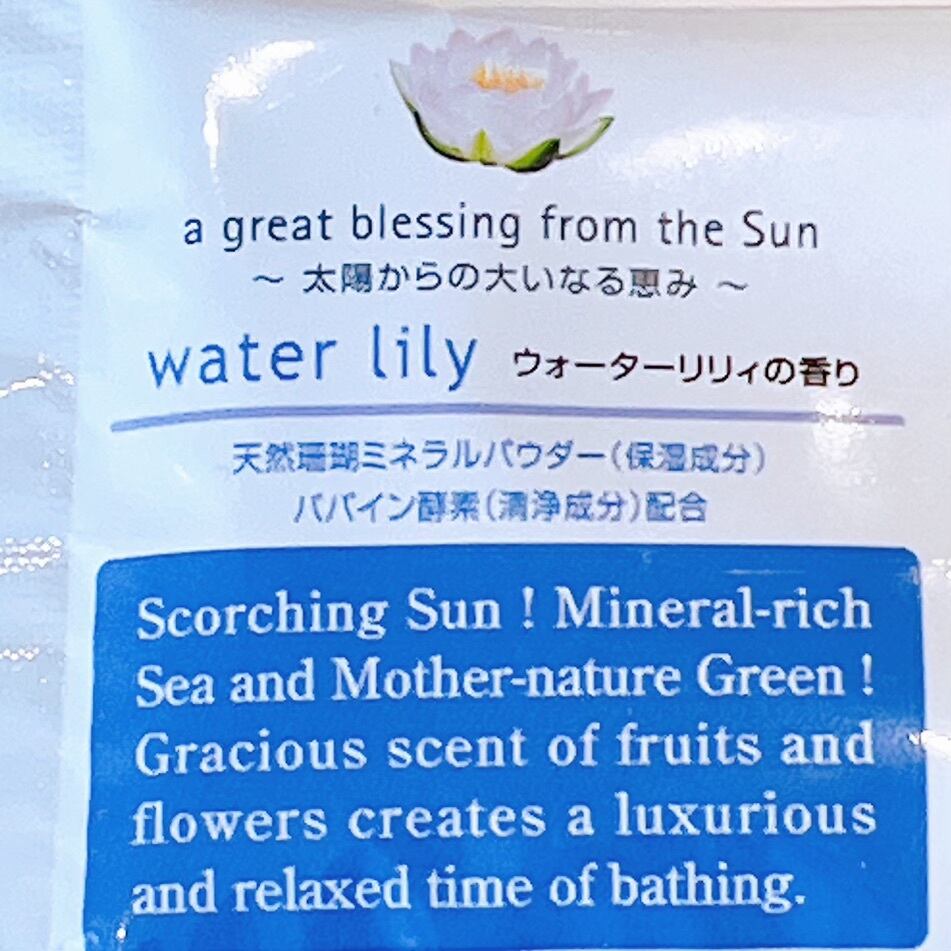 a great blessing from the Sun
～ 太陽からの大いなる恵み ～
water lily ウォーターリリィの香り
天然珊瑚ミネラルパウダー(保湿成分)
パパイン酵素(清浄成分)配合
Scorching Sun ! Mineral-rich
Sea and Mother-nature Green !
Gracious scent of fruits and
flowers creates a luxurious
and relaxed time of bathing.